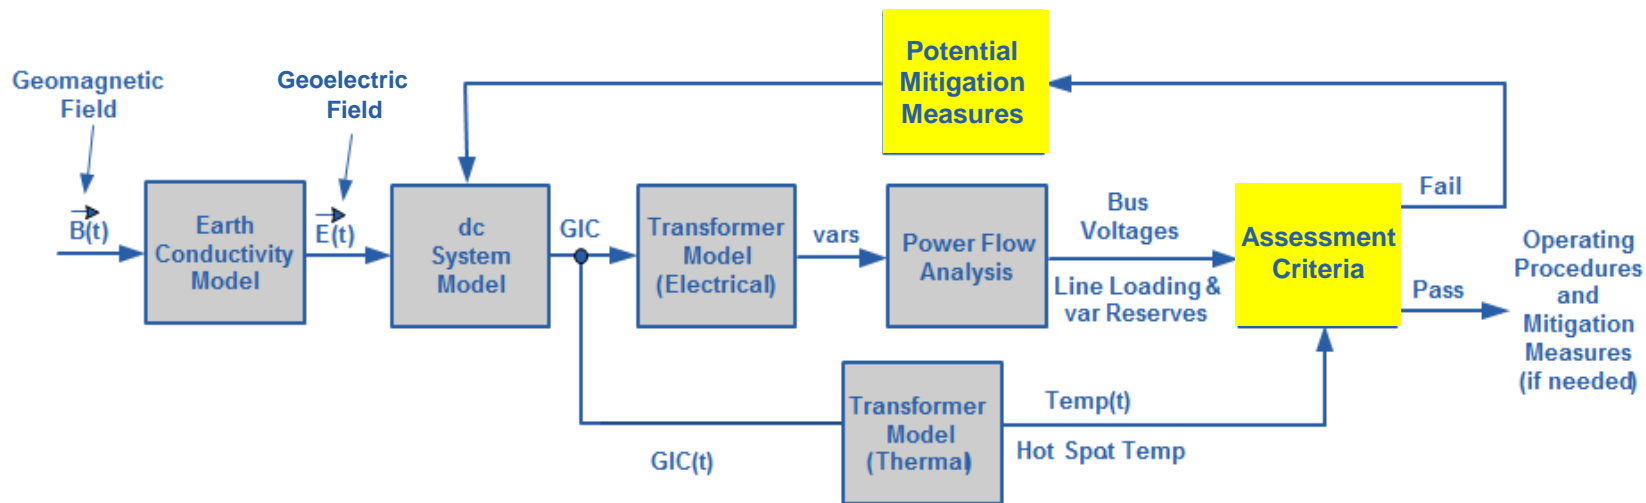 Potential
Mitigation
Measures
Geomagnetic
Field
Geoelectric
Field
B(t)
Earth
Conductivity
Model
E(t)
dc
System
Model
GIC
Transformer
Model
(Electrical)
vars
Power Flow
Analysis
Bus
Voltages
Line Loading &
var Reserves
Assessment
Criteria
Fail
Pass
Operating
Procedures
and
Mitigation
Measures
(if needed)
GIC(t)
Transformer
Model
(Thermal)
Temp(t)
Hot Spot Temp